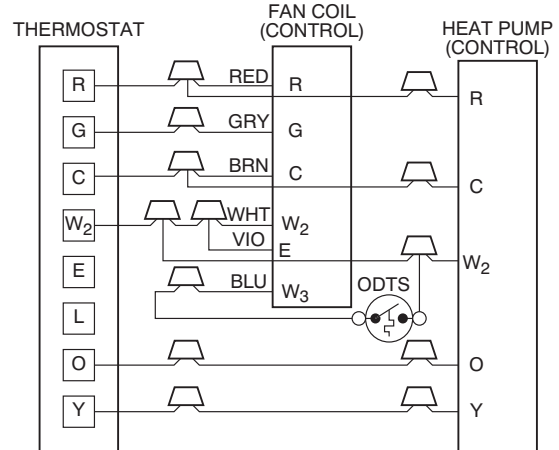 THERMOSTAT
FAN COIL
(CONTROL)
HEAT PUMP
(CONTROL)
R RED R R
G GRY G
C BRN C C
W₂ WHT W₂ W₂
VIO E
E BLU W₃ ODTS
L
O O
Y Y